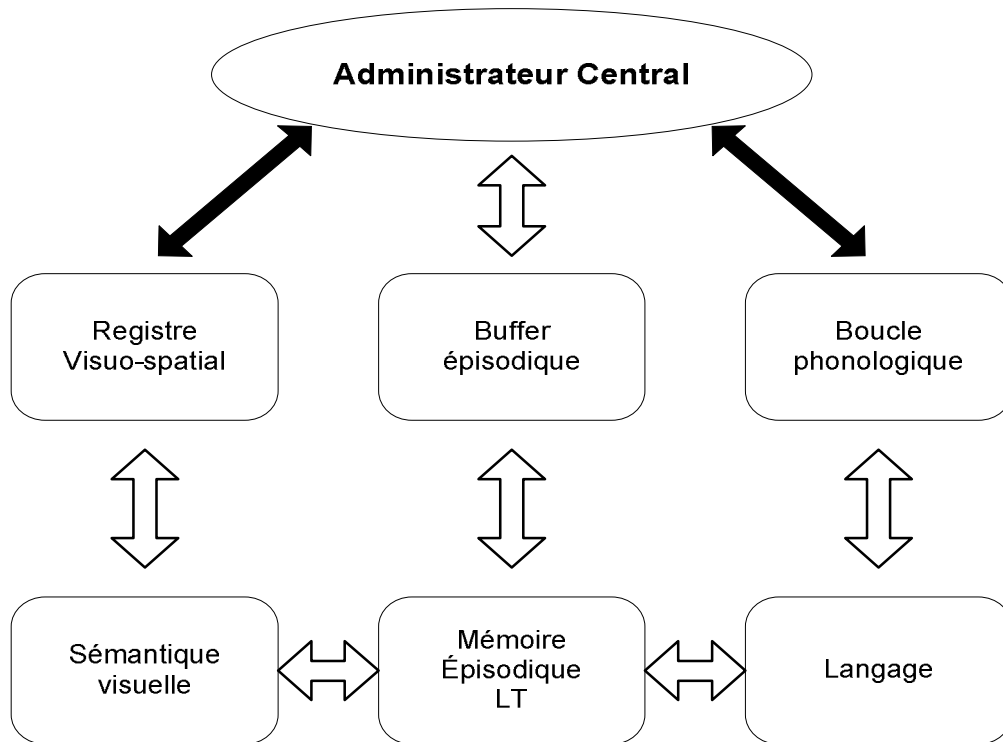 Administrateur Central
Registre
Visuo-spatial
Buffer
épisodique
Boucle
phonologique
Sémantique
visuelle
Mémoire
Épisodique
LT
Langage